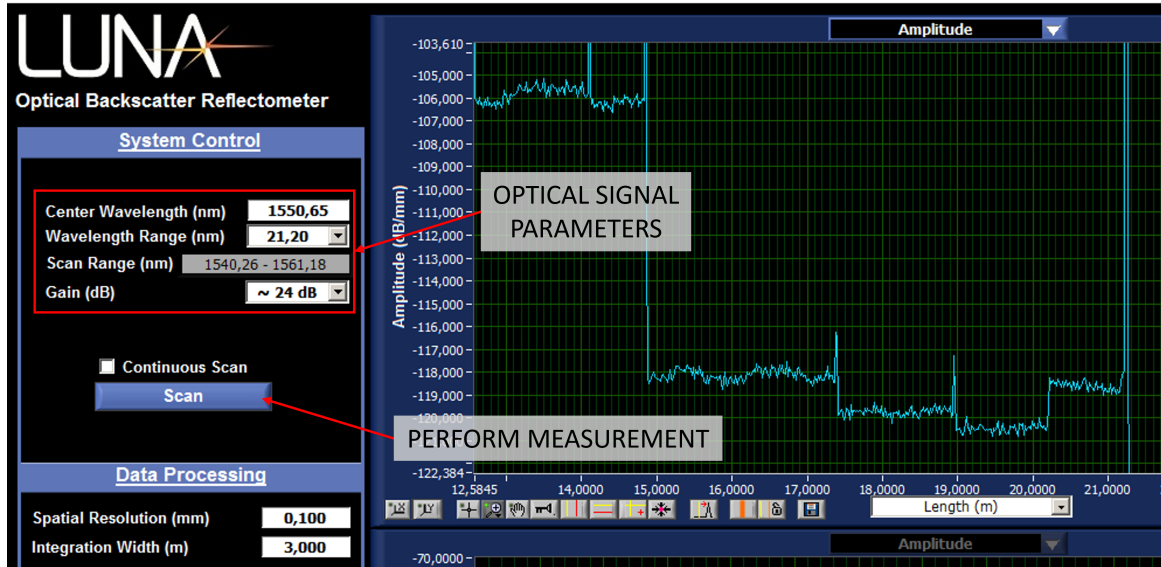 LUNA
Optical Backscatter Reflectometer
System Control
Center Wavelength (nm) 1550,65
Wavelength Range (nm) 21,20
Scan Range (nm) 1540,26 - 1561,18
Gain (dB) ~ 24 dB
Continuous Scan
Scan
Data Processing
Spatial Resolution (mm) 0,100
Integration Width (m) 3,000
OPTICAL SIGNAL
PARAMETERS
PERFORM MEASUREMENT
Amplitude
Amplitude (dB/mm)
-103,610
-105,000
-106,000
-107,000
-108,000
-109,000
-110,000
-111,000
-112,000
-113,000
-114,000
-115,000
-116,000
-117,000
-118,000
-119,000
-120,000
-122,384
12,5845 14,0000 15,0000 16,0000 17,0000 18,0000 19,0000 20,0000 21,0000
Length (m)
Amplitude
-70,0000